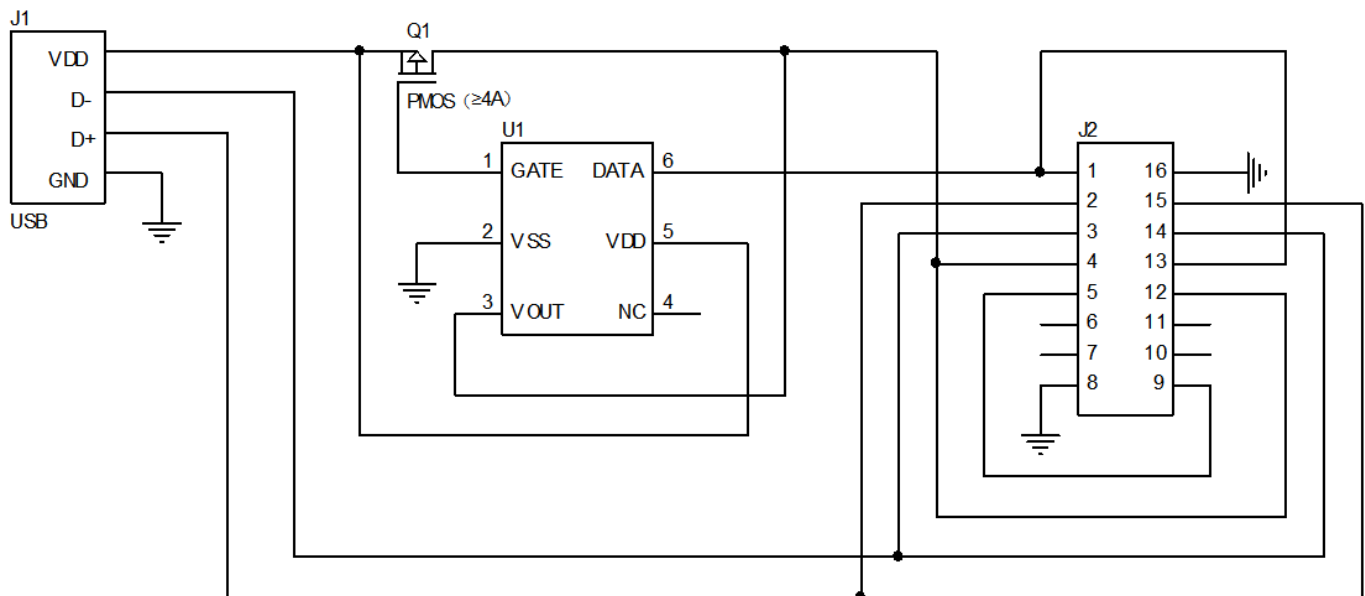 J1
VDD
D-
D+
GND
USB
Q1
PMOS (≥4A)
U1
1 GATE DATA 6
2 VSS VDD 5
3 VOUT NC 4
J2
1 16
2 15
3 14
4 13
5 12
6 11
7 10
8 9